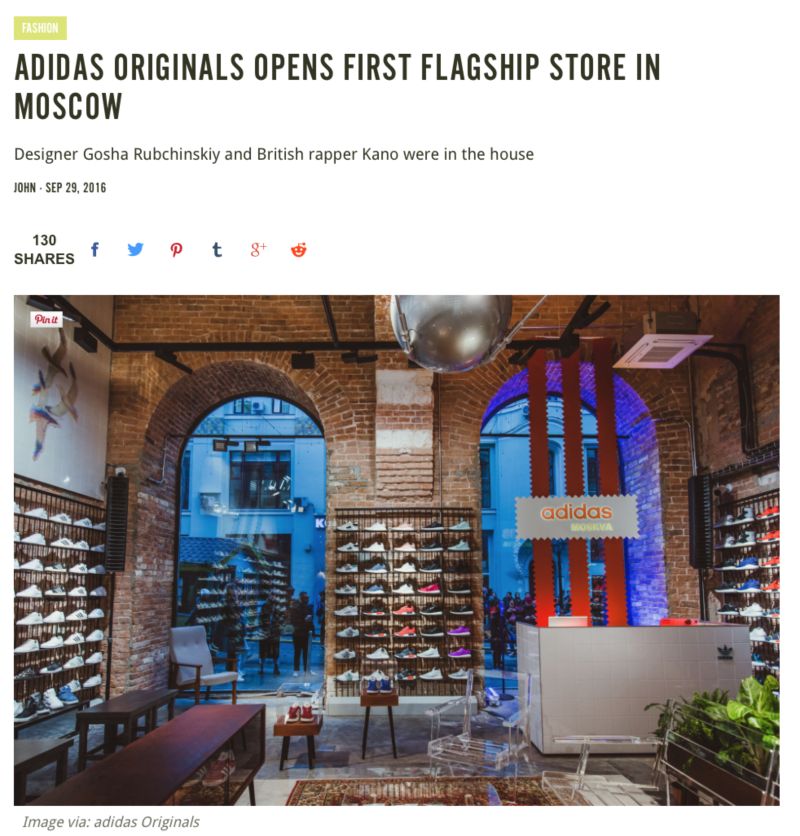 FASHION
ADIDAS ORIGINALS OPENS FIRST FLAGSHIP STORE IN
MOSCOW
Designer Gosha Rubchinskiy and British rapper Kano were in the house
JOHN · SEP 29, 2016
130
SHARES
f t g+
Pin it
adidas
MOSKVA
Image via: adidas Originals